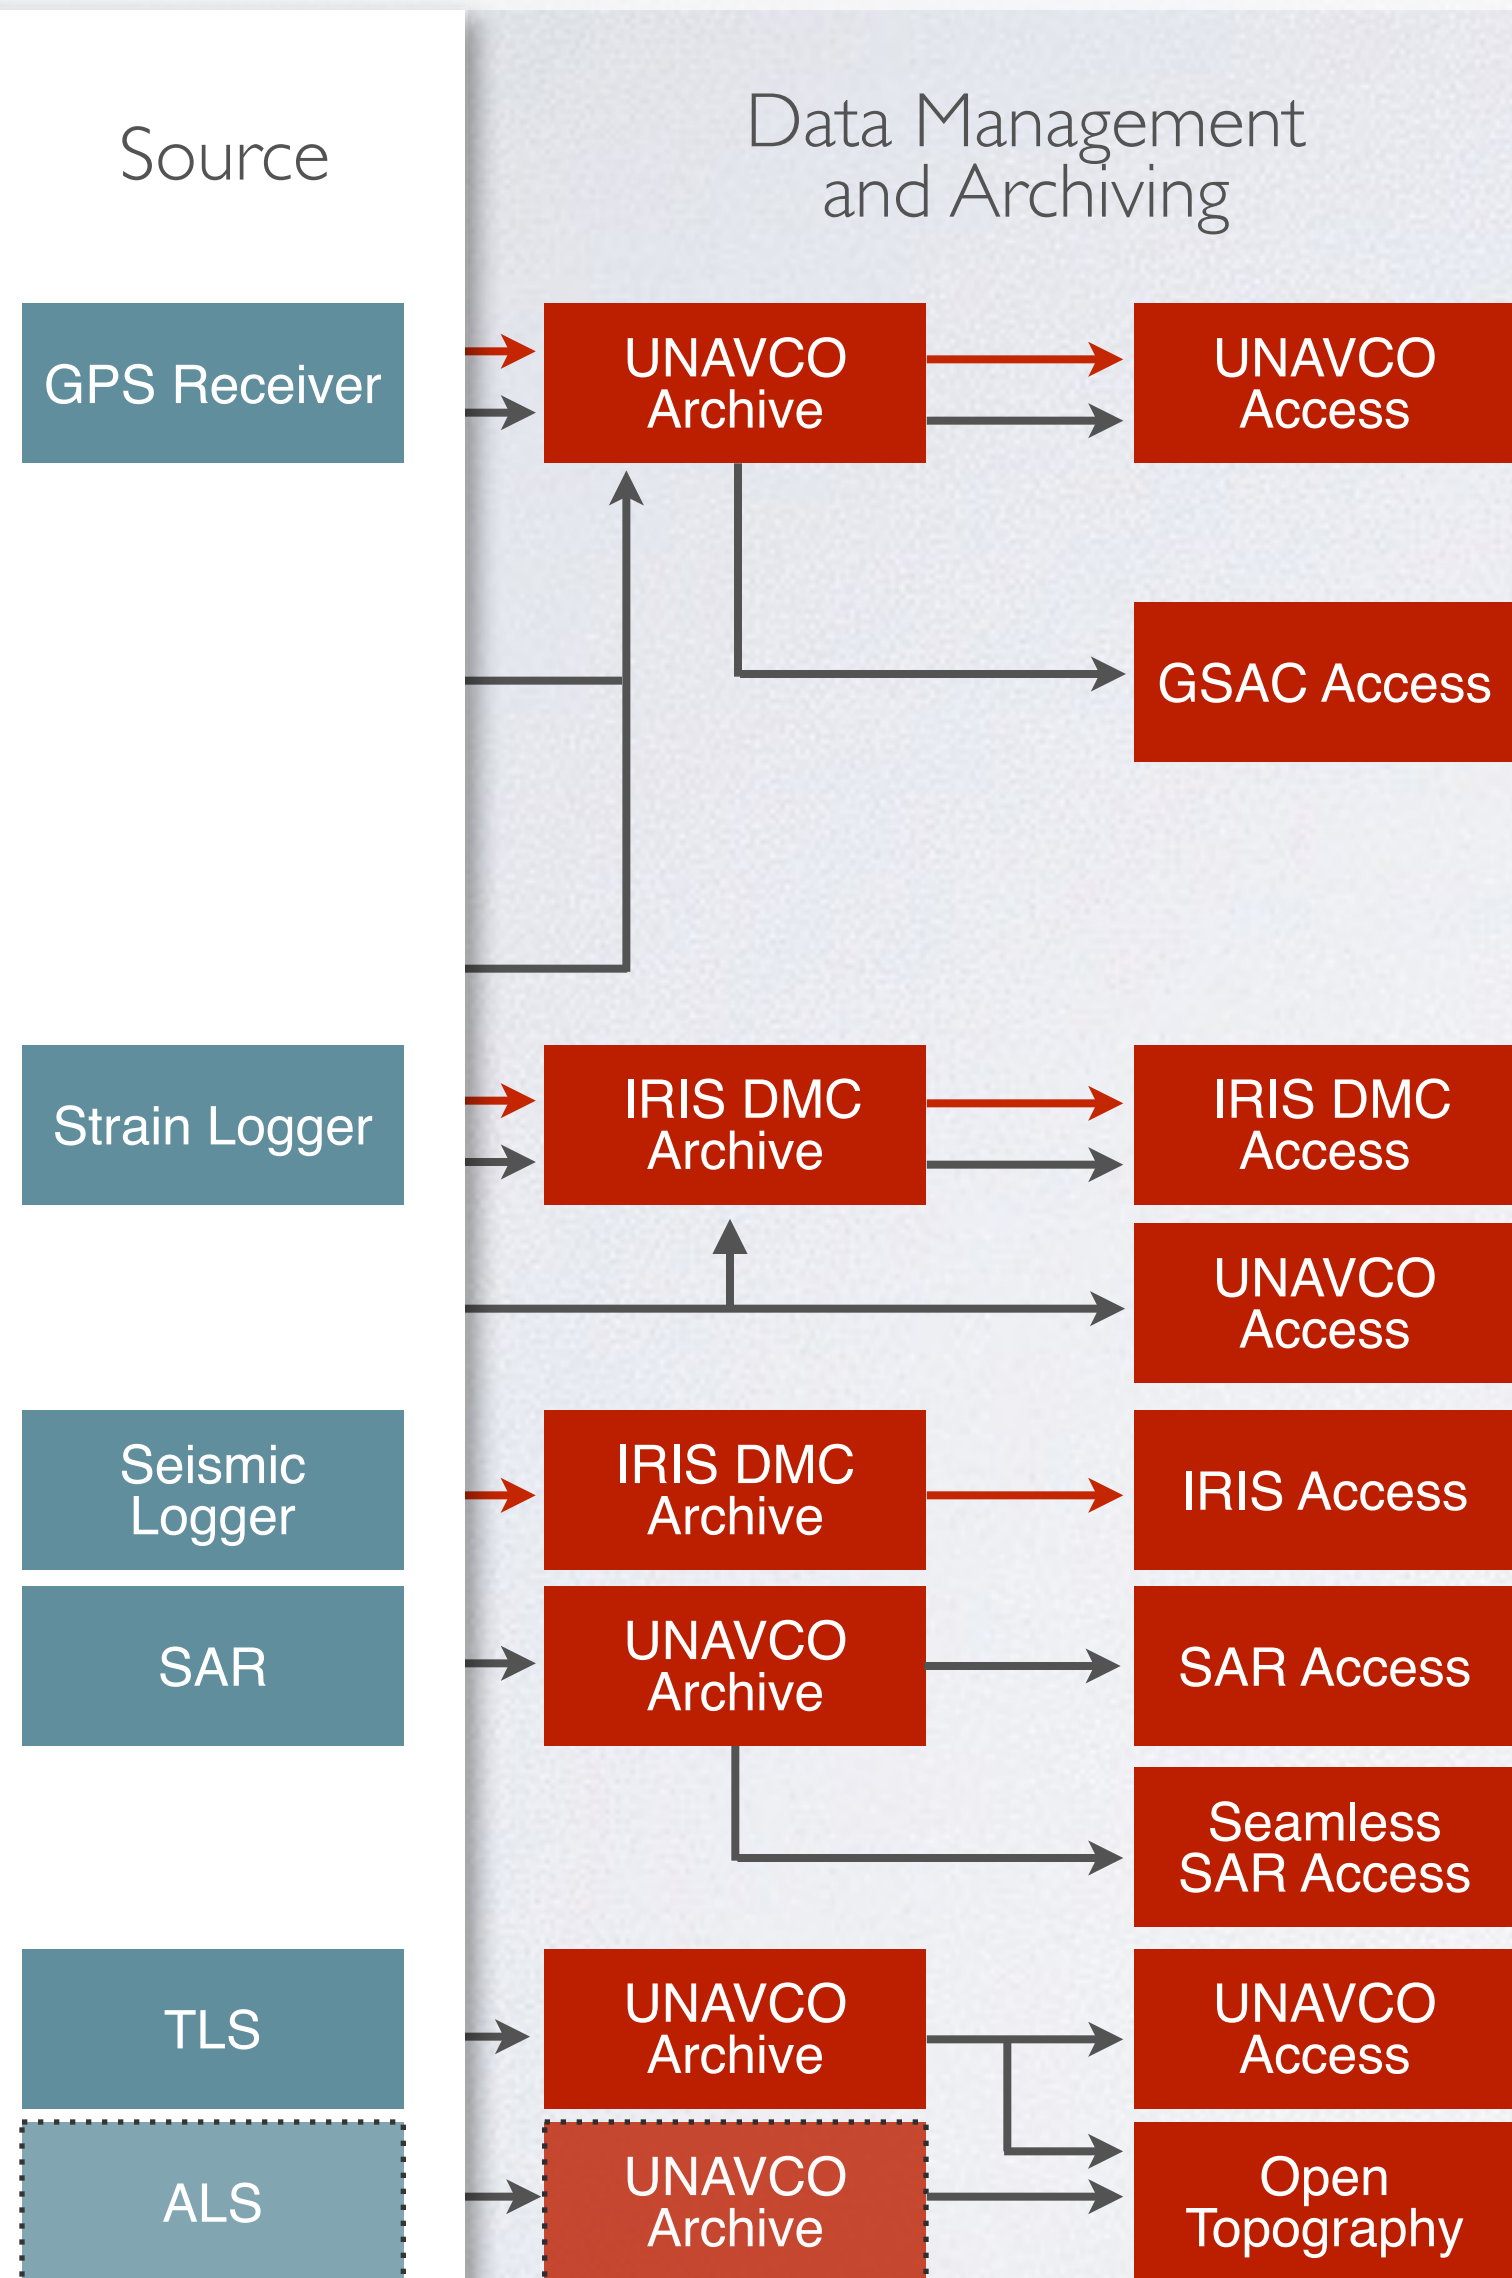 Source
Data Management
and Archiving
GPS Receiver
UNAVCO
Archive
UNAVCO
Access
GSAC Access
Strain Logger
IRIS DMC
Archive
IRIS DMC
Access
UNAVCO
Access
Seismic
Logger
IRIS DMC
Archive
IRIS Access
SAR
UNAVCO
Archive
SAR Access
Seamless
SAR Access
TLS
UNAVCO
Archive
UNAVCO
Access
ALS
UNAVCO
Archive
Open
Topography